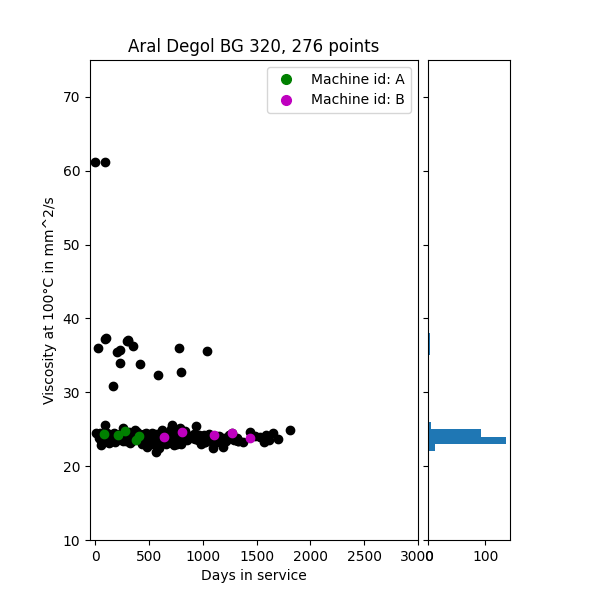 Aral Degol BG 320, 276 points
Machine id: A
Machine id: B
70
60
50
40
30
20
10
Viscosity at 100°C in mm^2/s
0 500 1000 1500 2000 2500 3000
0 100
Days in service